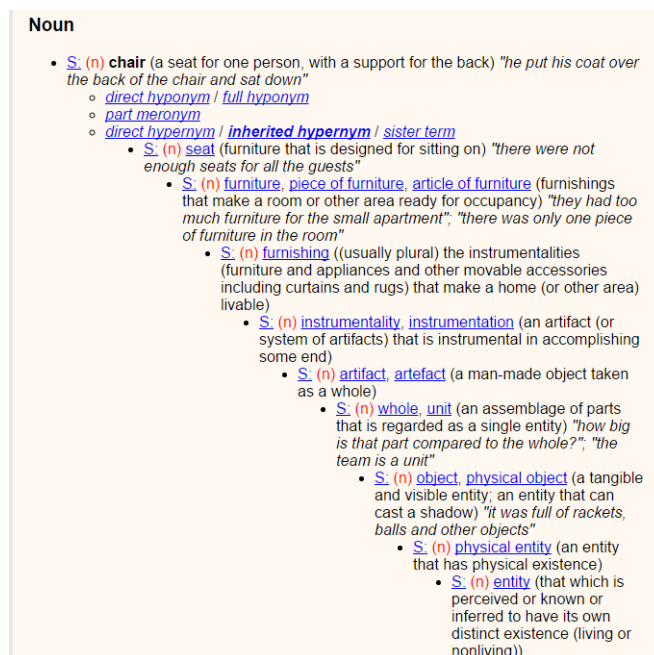 Noun
• S: (n) chair (a seat for one person, with a support for the back) "he put his coat over
the back of the chair and sat down"
◦ direct hyponym / full hyponym
◦ part meronym
◦ direct hypernym / inherited hypernym / sister term
• S: (n) seat (furniture that is designed for sitting on) "there were not
enough seats for all the guests"
• S: (n) furniture, piece of furniture, article of furniture (furnishings
that make a room or other area ready for occupancy) "they had too
much furniture for the small apartment"; "there was only one piece
of furniture in the room"
• S: (n) furnishing ((usually plural) the instrumentalities
(furniture and appliances and other movable accessories
including curtains and rugs) that make a home (or other area)
livable)
• S: (n) instrumentality, instrumentation (an artifact (or
system of artifacts) that is instrumental in accomplishing
some end)
• S: (n) artifact, artefact (a man-made object taken
as a whole)
• S: (n) whole, unit (an assemblage of parts
that is regarded as a single entity) "how big
is that part compared to the whole?"; "the
team is a unit"
• S: (n) object, physical object (a tangible
and visible entity; an entity that can
cast a shadow) "it was full of rackets,
balls and other objects"
• S: (n) physical entity (an entity
that has physical existence)
• S: (n) entity (that which is
perceived or known or
inferred to have its own
distinct existence (living or
nonliving))